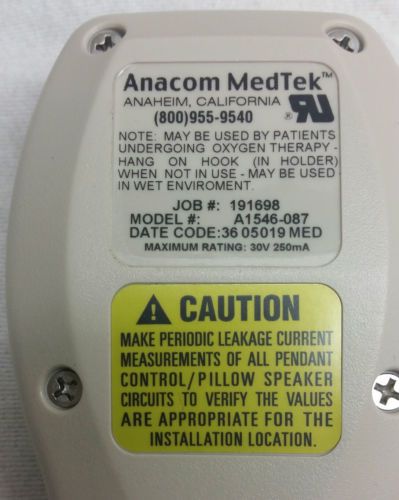 Anacom MedTek™
ANAHEIM, CALIFORNIA
(800)955-9540
NOTE: MAY BE USED BY PATIENTS
UNDERGOING OXYGEN THERAPY -
HANG ON HOOK (IN HOLDER)
WHEN NOT IN USE - MAY BE USED
IN WET ENVIROMENT.
JOB #: 191698
MODEL #: A1546-087
DATE CODE:36 05019 MED
MAXIMUM RATING: 30V 250mA
CAUTION
MAKE PERIODIC LEAKAGE CURRENT
MEASUREMENTS OF ALL PENDANT
CONTROL/PILLOW SPEAKER
CIRCUITS TO VERIFY THE VALUES
ARE APPROPRIATE FOR THE
INSTALLATION LOCATION.